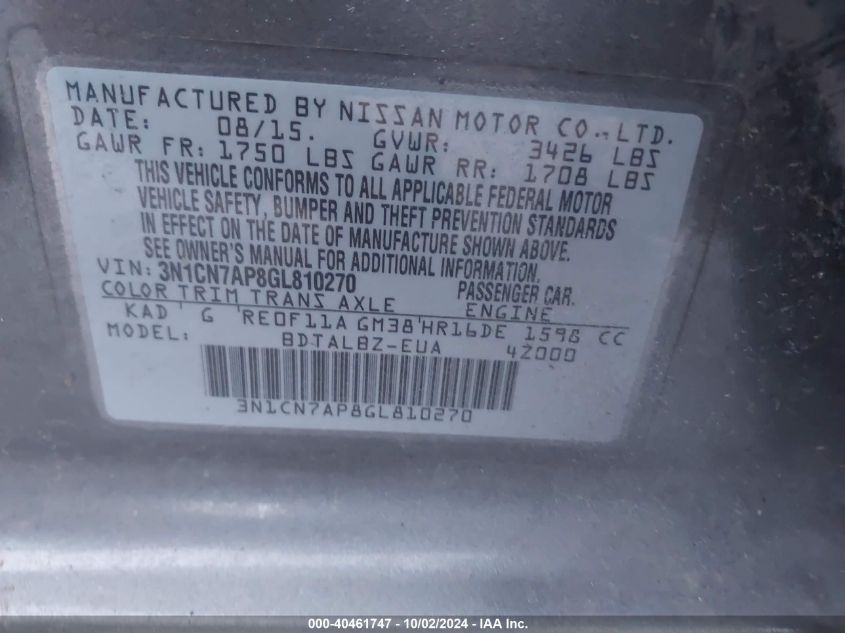 MANUFACTURED BY NISSAN MOTOR CO., LTD.
DATE: 08/15. GVWR: 3426 LBS
GAWR FR: 1750 LBS GAWR RR: 1708 LBS
THIS VEHICLE CONFORMS TO ALL APPLICABLE FEDERAL MOTOR
VEHICLE SAFETY, BUMPER AND THEFT PREVENTION STANDARDS
IN EFFECT ON THE DATE OF MANUFACTURE SHOWN ABOVE.
SEE OWNER'S MANUAL FOR ADDITIONAL INFORMATION.
VIN: 3N1CN7AP8GL810270 PASSENGER CAR.
COLOR TRIM TRANS AXLE ENGINE
KAD G RE0F11A GM38 HR16DE 1598 CC
MODEL: BDTALBZ-EUA 4Z000
3N1CN7AP8GL810270
000-40461747 - 10/02/2024 - IAA Inc.